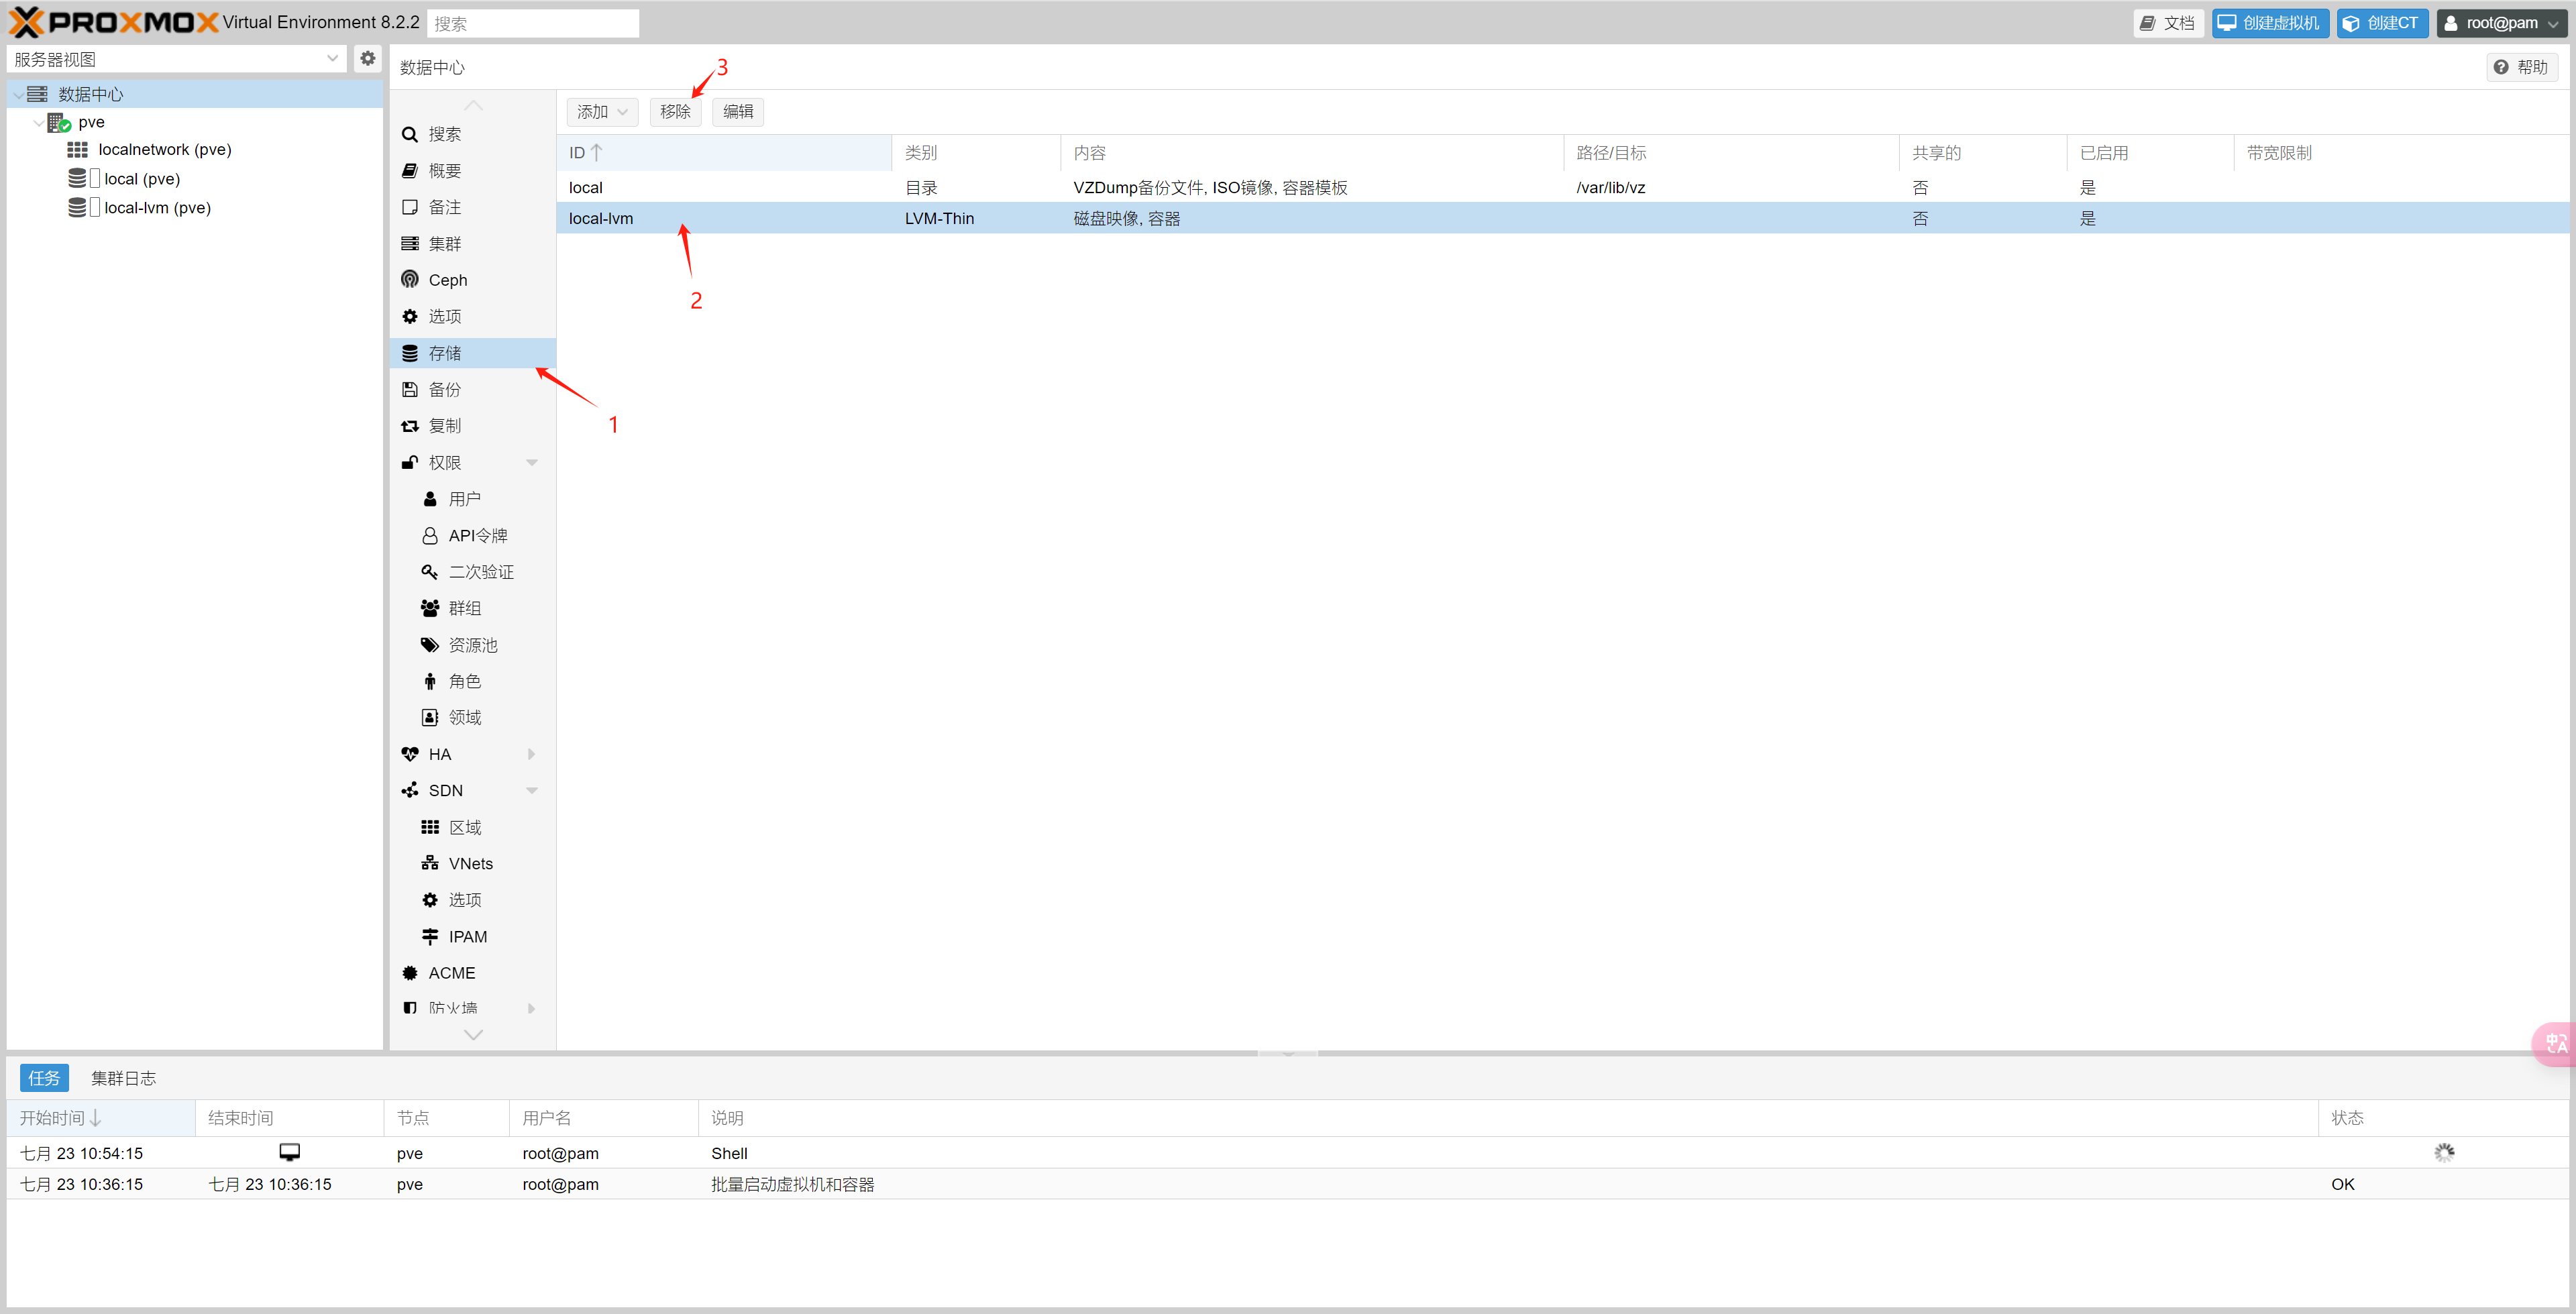 PROXMOX Virtual Environment 8.2.2 搜索 文档 创建虚拟机 创建CT root@pam
服务器视图
数据中心
pve
localnetwork (pve)
local (pve)
local-lvm (pve)
数据中心 帮助
3
添加 移除 编辑
搜索
概要
备注
集群
Ceph
选项
存储
备份
复制
权限
用户
API令牌
二次验证
群组
资源池
角色
领域
HA
SDN
区域
VNets
选项
IPAM
ACME
防火墙
ID 类别 内容 路径/目标 共享的 已启用 带宽限制
local 目录 VZDump备份文件, ISO镜像, 容器模板 /var/lib/vz 否 是
local-lvm LVM-Thin 磁盘映像, 容器 否 是
2
1
中A
任务 集群日志
开始时间 结束时间 节点 用户名 说明 状态
七月 23 10:54:15 pve root@pam Shell
七月 23 10:36:15 七月 23 10:36:15 pve root@pam 批量启动虚拟机和容器 OK